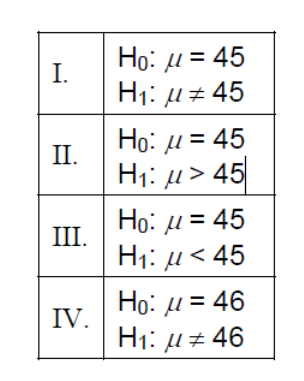 I.
H₀: μ = 45
H₁: μ ≠ 45
II.
H₀: μ = 45
H₁: μ > 45
III.
H₀: μ = 45
H₁: μ < 45
IV.
H₀: μ = 46
H₁: μ ≠ 46